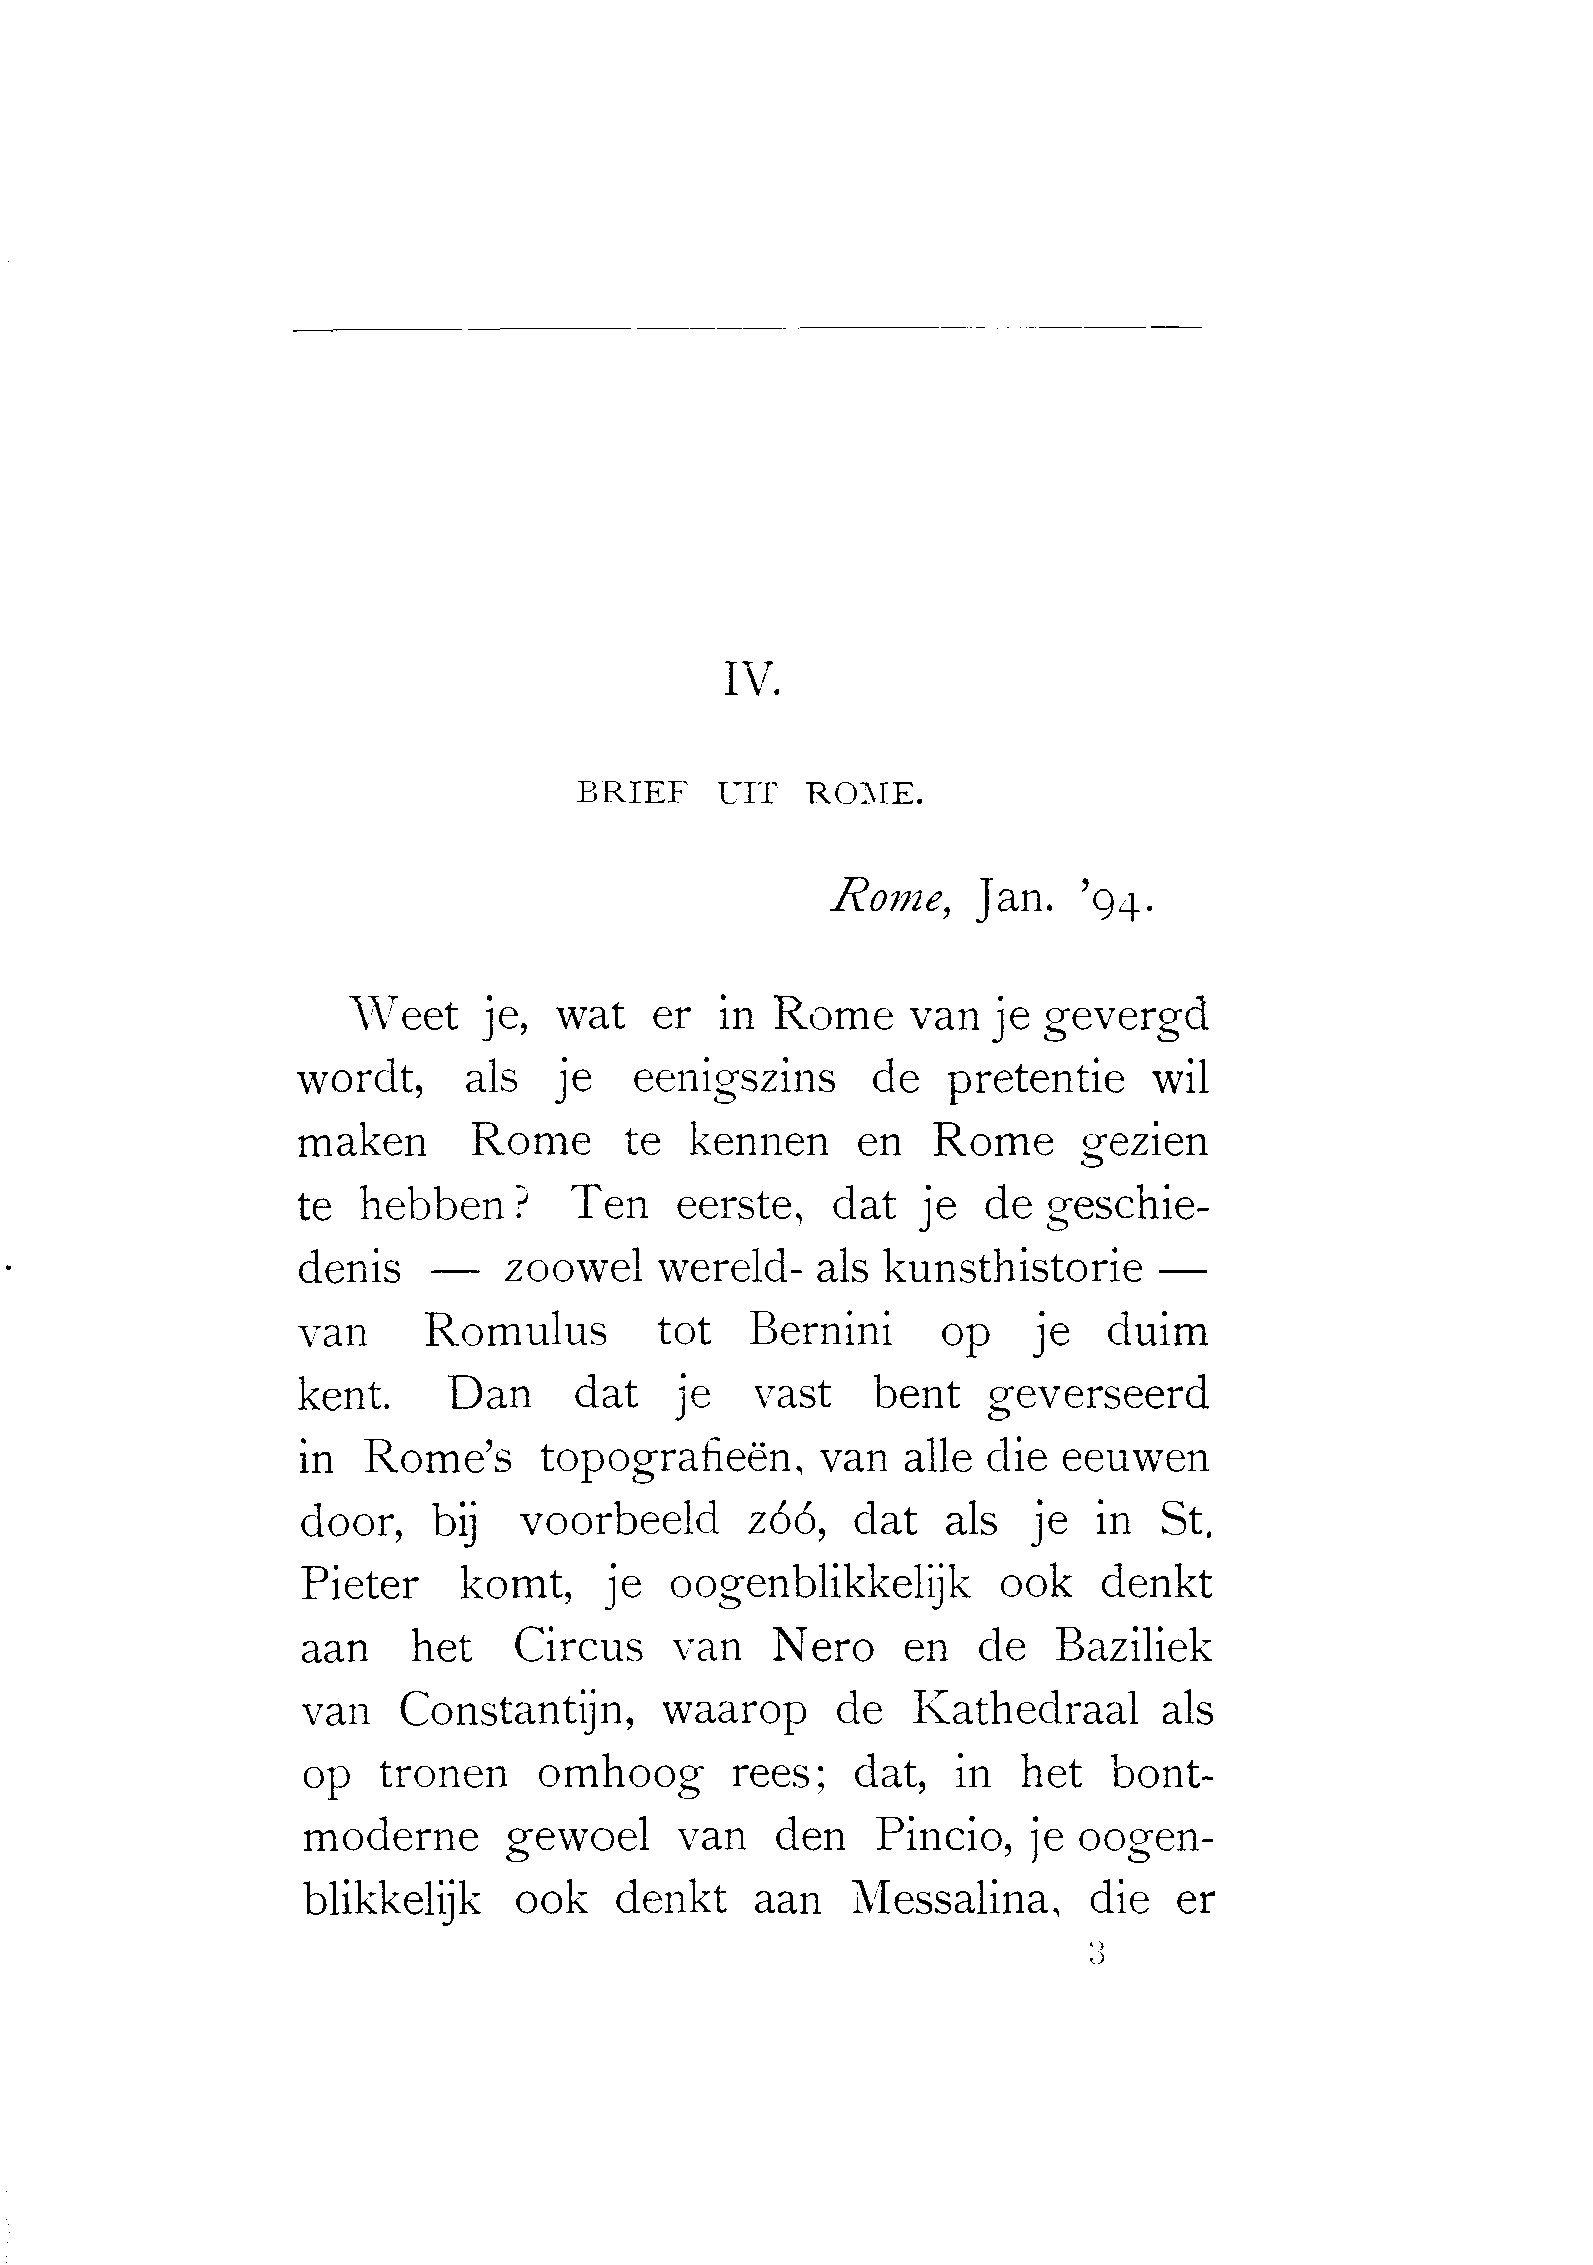 IV.
BRIEF UIT ROME.
Rome, Jan. ’94.
Weet je, wat er in Rome van je gevergd
wordt, als je eenigszins de pretentie wil
maken Rome te kennen en Rome gezien
te hebben? Ten eerste, dat je de geschie-
denis — zoowel wereld- als kunsthistorie —
van Romulus tot Bernini op je duim
kent. Dan dat je vast bent geverseerd
in Rome’s topografieën, van alle die eeuwen
door, bij voorbeeld zóó, dat als je in St.
Pieter komt, je oogenblikkelijk ook denkt
aan het Circus van Nero en de Baziliek
van Constantijn, waarop de Kathedraal als
op tronen omhoog rees; dat, in het bont-
moderne gewoel van den Pincio, je oogen-
blikkelijk ook denkt aan Messalina, die er
3